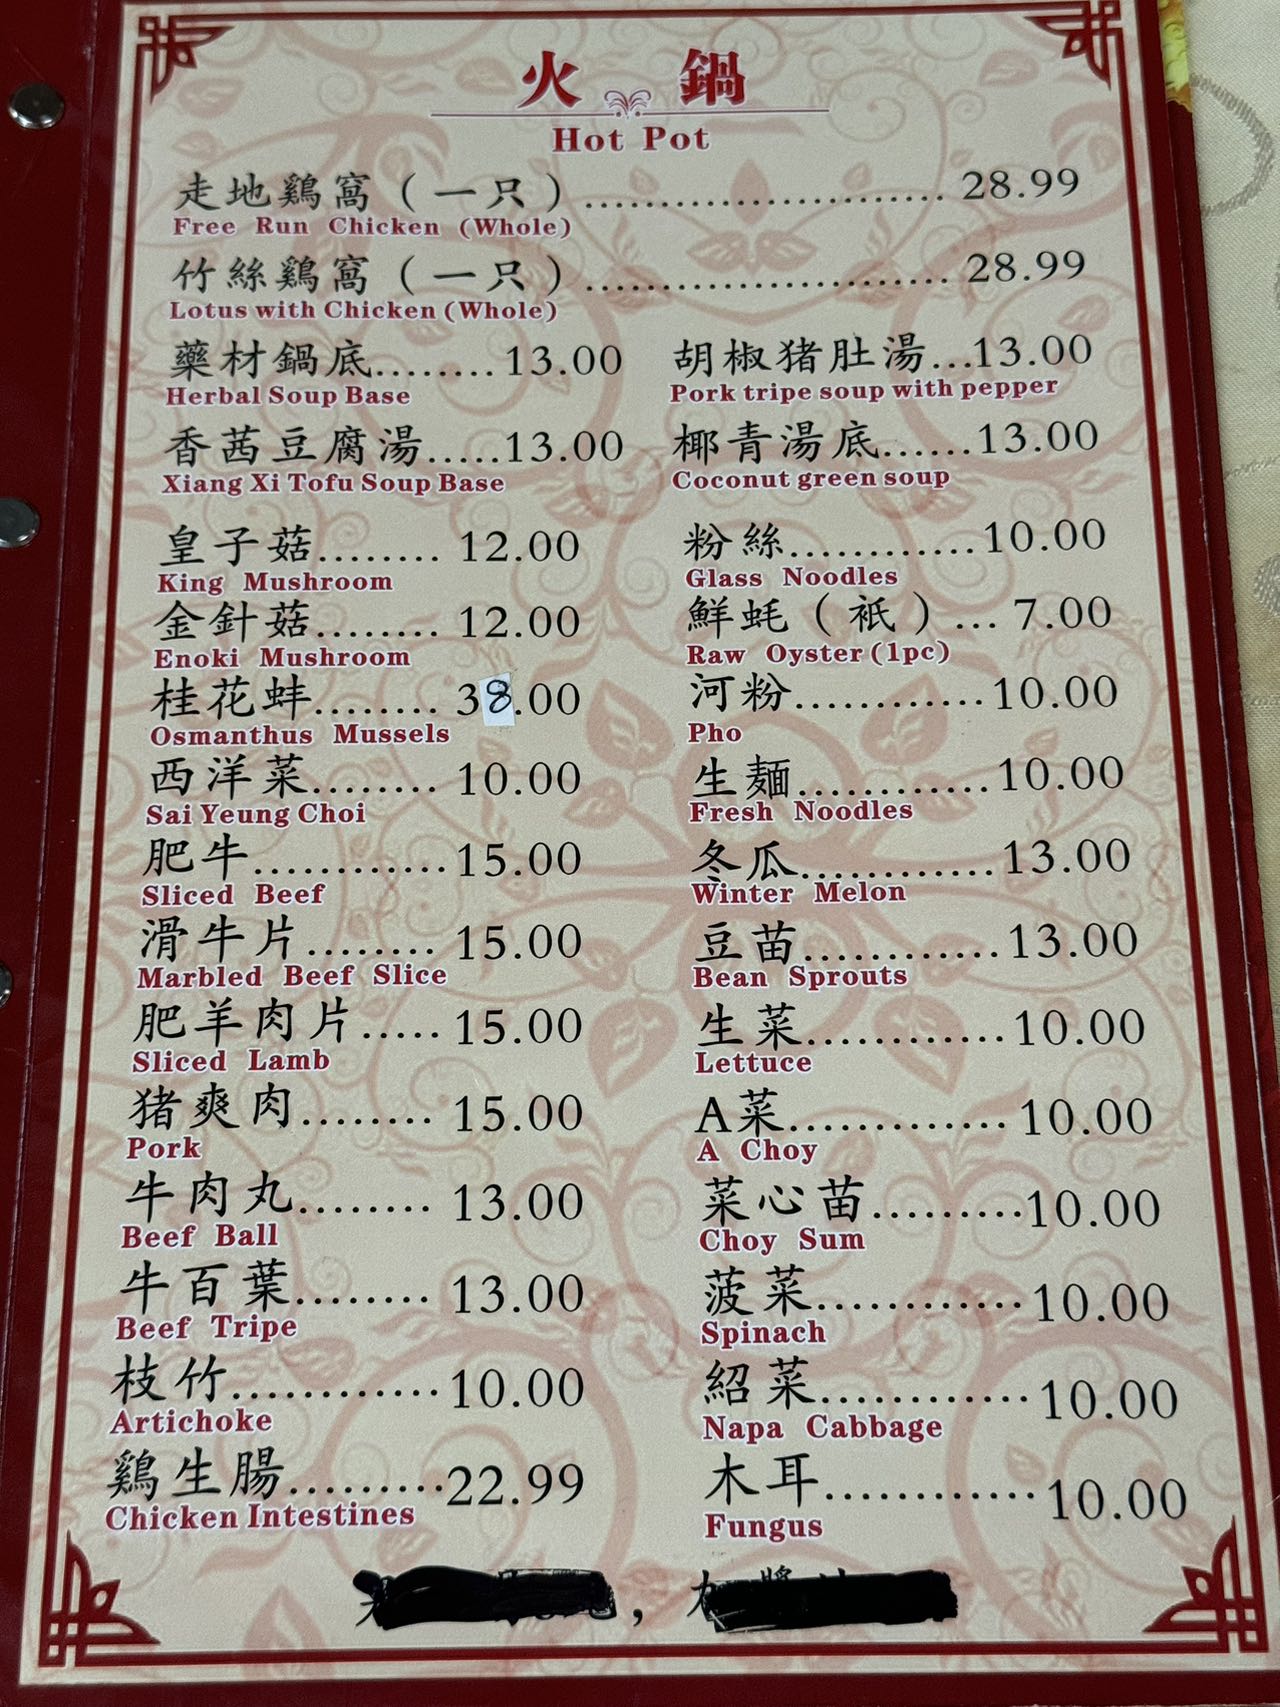 火鍋
Hot Pot
走地鷄窩（一只）........................ 28.99
Free Run Chicken (Whole)
竹絲鷄窩（一只）........................ 28.99
Lotus with Chicken (Whole)
藥材鍋底........13.00
Herbal Soup Base
胡椒猪肚湯...13.00
Pork tripe soup with pepper
香茜豆腐湯.....13.00
Xiang Xi Tofu Soup Base
椰青湯底......13.00
Coconut green soup
皇子菇........ 12.00
King Mushroom
粉絲............10.00
Glass Noodles
金針菇........ 12.00
Enoki Mushroom
鮮蚝（衹）... 7.00
Raw Oyster (1pc)
桂花蚌........ 38.00
Osmanthus Mussels
河粉............10.00
Pho
西洋菜........ 10.00
Sai Yeung Choi
生麵............10.00
Fresh Noodles
肥牛............15.00
Sliced Beef
冬瓜............13.00
Winter Melon
滑牛片........ 15.00
Marbled Beef Slice
豆苗............13.00
Bean Sprouts
肥羊肉片..... 15.00
Sliced Lamb
生菜............10.00
Lettuce
猪爽肉........ 15.00
Pork
A菜............. 10.00
A Choy
牛肉丸........ 13.00
Beef Ball
菜心苗.........10.00
Choy Sum
牛百葉........ 13.00
Beef Tripe
菠菜............ 10.00
Spinach
枝竹............ 10.00
Artichoke
紹菜............ 10.00
Napa Cabbage
鷄生腸.........22.99
Chicken Intestines
木耳............ 10.00
Fungus